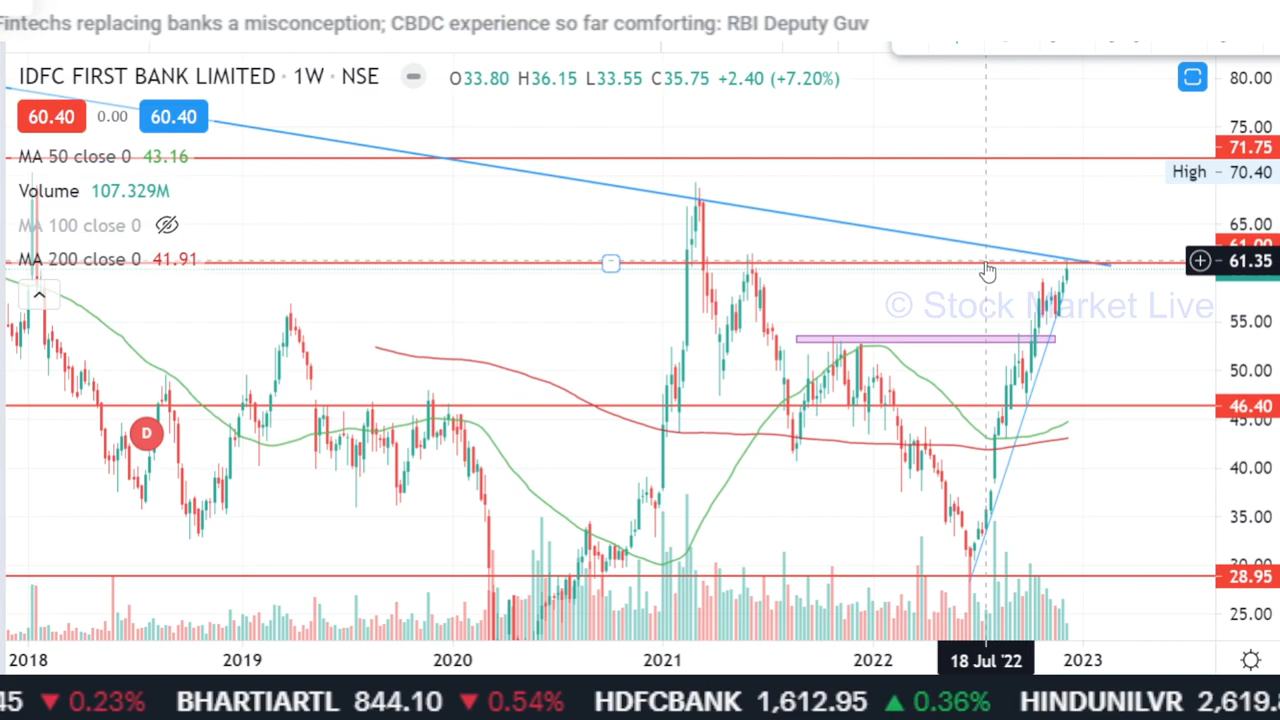 Fintechs replacing banks a misconception; CBDC experience so far comforting: RBI Deputy Guv
IDFC FIRST BANK LIMITED · 1W · NSE
O33.80 H36.15 L33.55 C35.75 +2.40 (+7.20%)
60.40 0.00 60.40
MA 50 close 0 43.16
Volume 107.329M
MA 100 close 0
MA 200 close 0 41.91
80.00
75.00
71.75
High 70.40
65.00
61.00
61.35
© Stock Market Live
55.00
50.00
46.40
45.00
D
40.00
35.00
30.00
28.95
25.00
2018 2019 2020 2021 2022 18 Jul '22 2023
45 ▼ 0.23% BHARTIARTL 844.10 ▼ 0.54% HDFCBANK 1,612.95 ▲ 0.36% HINDUNILVR 2,619.